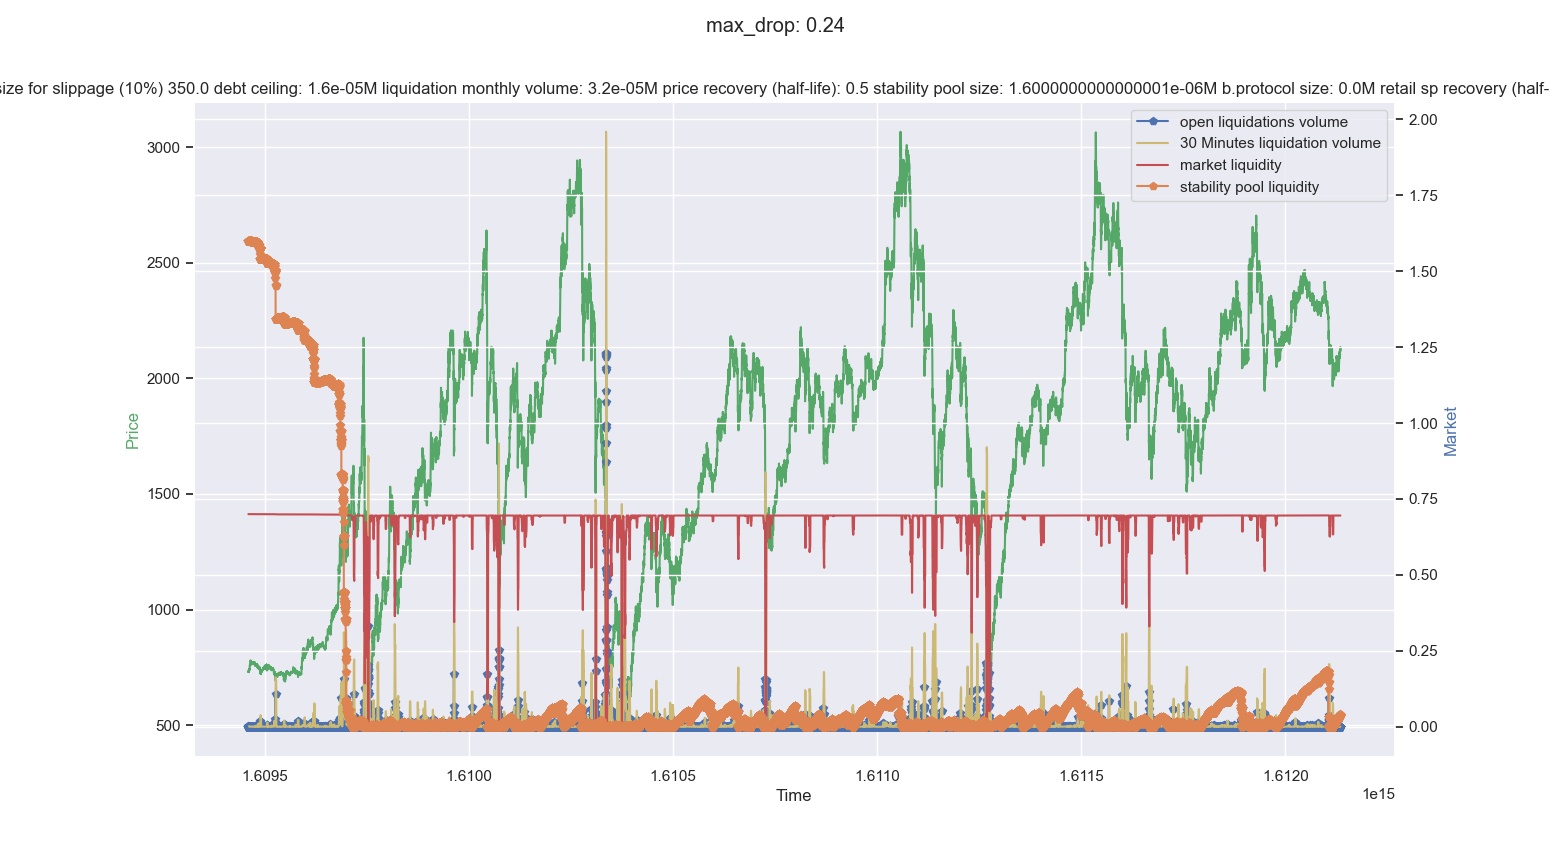 max_drop: 0.24
size for slippage (10%) 350.0 debt ceiling: 1.6e-05M liquidation monthly volume: 3.2e-05M price recovery (half-life): 0.5 stability pool size: 1.6000000000000001e-06M b.protocol size: 0.0M retail sp recovery (half-
open liquidations volume
30 Minutes liquidation volume
market liquidity
stability pool liquidity
3000
2500
2000
1500
1000
500
Price
2.00
1.75
1.50
1.25
1.00
0.75
0.50
0.25
0.00
Market
1.6095 1.6100 1.6105 1.6110 1.6115 1.6120
Time
1e15